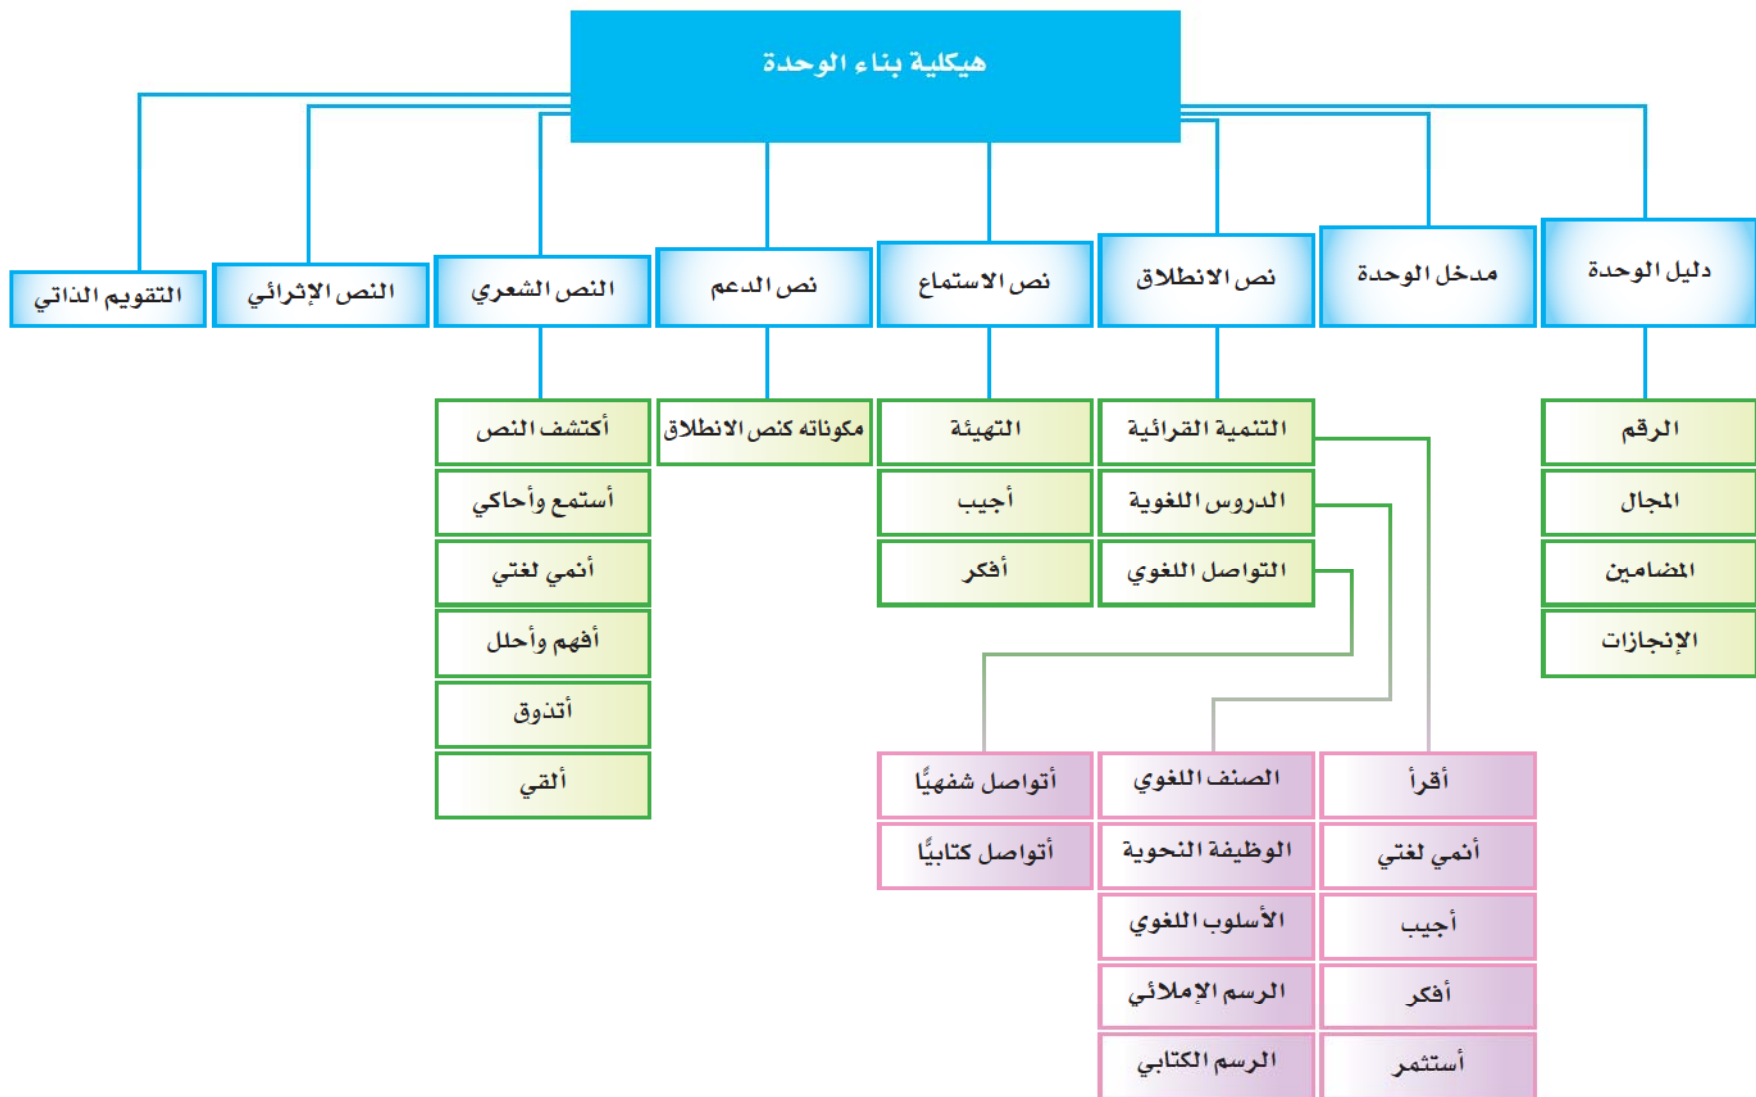 هيكلية بناء الوحدة
دليل الوحدة
مدخل الوحدة
نص الانطلاق
نص الاستماع
نص الدعم
النص الشعري
النص الإثرائي
التقويم الذاتي
الرقم
المجال
المضامين
الإنجازات
التنمية القرائية
الدروس اللغوية
التواصل اللغوي
التهيئة
أجيب
أفكر
مكوناته كنص الانطلاق
أكتشف النص
أستمع وأحاكي
أنمي لغتي
أفهم وأحلل
أتذوق
ألقي
أقرأ
أنمي لغتي
أجيب
أفكر
أستثمر
الصنف اللغوي
الوظيفة النحوية
الأسلوب اللغوي
الرسم الإملائي
الرسم الكتابي
أتواصل شفهيًّا
أتواصل كتابيًّا